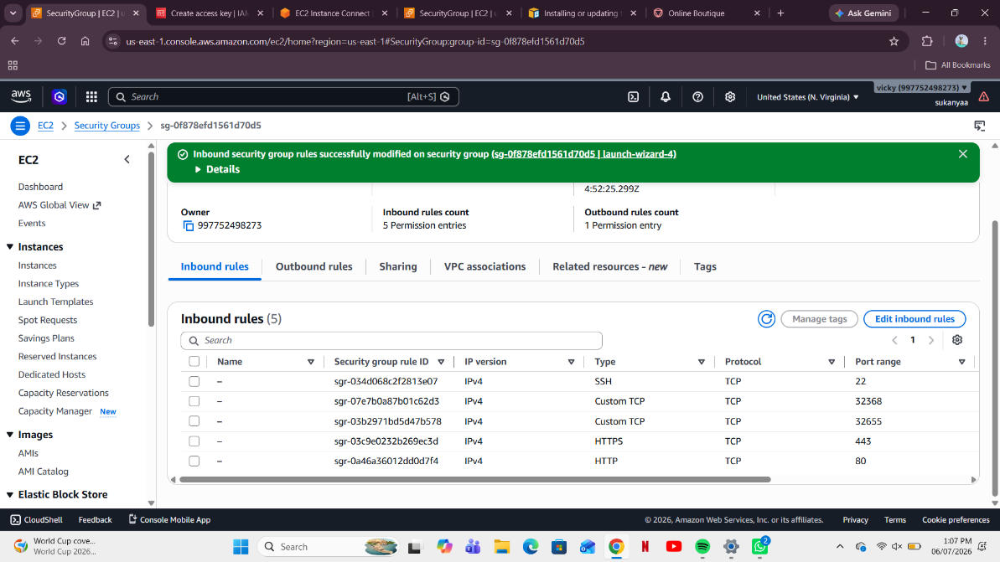 SecurityGroup | EC2 | u
Create access key | IAM
EC2 Instance Connect
SecurityGroup | EC2 | u
Installing or updating t
Online Boutique
Ask Gemini
us-east-1.console.aws.amazon.com/ec2/home?region=us-east-1#SecurityGroup:group-id=sg-0f878efd1561d70d5
All Bookmarks
aws
Search
[Alt+S]
United States (N. Virginia)
vicky (997752498273)
sukanyaa
EC2
Security Groups
sg-0f878efd1561d70d5
EC2
Dashboard
AWS Global View
Events
Instances
Instances
Instance Types
Launch Templates
Spot Requests
Savings Plans
Reserved Instances
Dedicated Hosts
Capacity Reservations
Capacity Manager New
Images
AMIs
AMI Catalog
Elastic Block Store
Inbound security group rules successfully modified on security group (sg-0f878efd1561d70d5 | launch-wizard-4)
Details
4:52:25.299Z
Owner
997752498273
Inbound rules count
5 Permission entries
Outbound rules count
1 Permission entry
Inbound rules
Outbound rules
Sharing
VPC associations
Related resources - new
Tags
Inbound rules (5)
Manage tags
Edit inbound rules
Search
1
Name Security group rule ID IP version Type Protocol Port range
– sgr-034d068c2f2813e07 IPv4 SSH TCP 22
– sgr-07e7b0a87b01c62d3 IPv4 Custom TCP TCP 32368
– sgr-03b2971bd5d47b578 IPv4 Custom TCP TCP 32655
– sgr-03c9e0232b269ec3d IPv4 HTTPS TCP 443
– sgr-0a46a36012dd0d7f4 IPv4 HTTP TCP 80
CloudShell
Feedback
Console Mobile App
© 2026, Amazon Web Services, Inc. or its affiliates.
Privacy
Terms
Cookie preferences
World Cup cove...
World Cup 2026...
Search
2
1:07 PM
06/07/2026